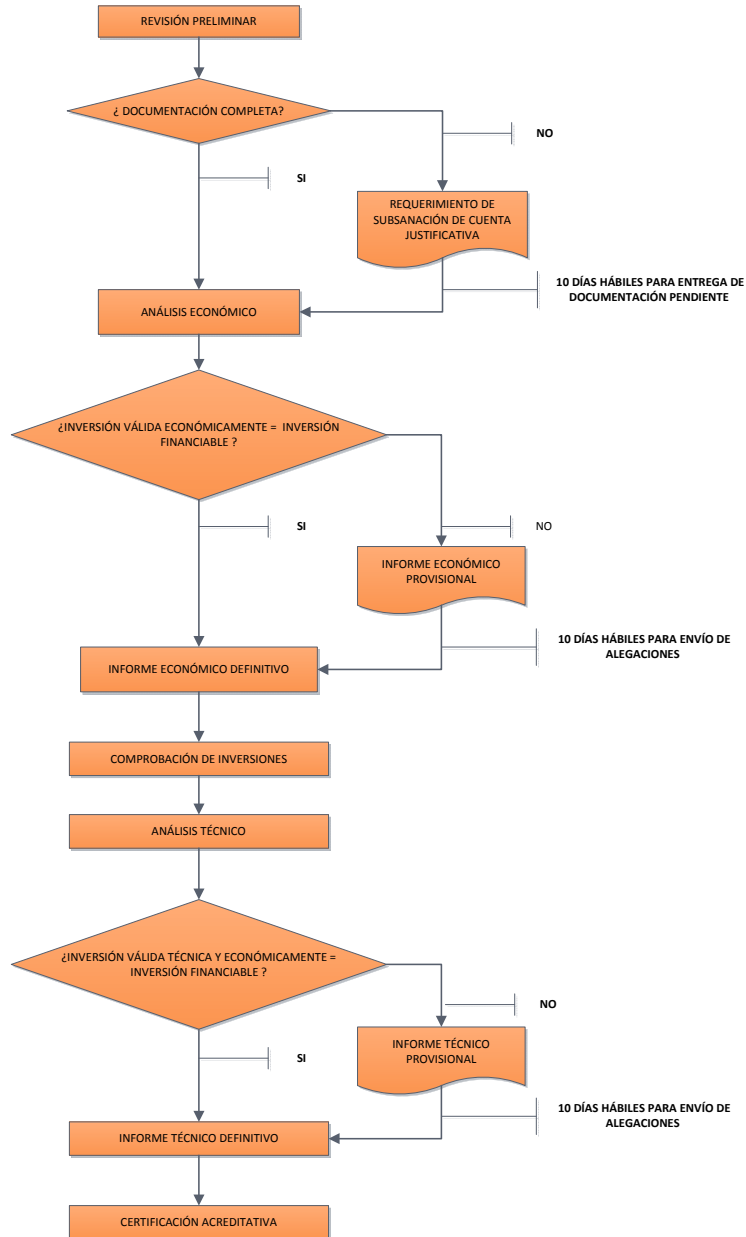 REVISIÓN PRELIMINAR
¿ DOCUMENTACIÓN COMPLETA?
NO
SI
REQUERIMIENTO DE
SUBSANACIÓN DE CUENTA
JUSTIFICATIVA
10 DÍAS HÁBILES PARA ENTREGA DE
DOCUMENTACIÓN PENDIENTE
ANÁLISIS ECONÓMICO
¿INVERSIÓN VÁLIDA ECONÓMICAMENTE = INVERSIÓN
FINANCIABLE ?
SI
NO
INFORME ECONÓMICO
PROVISIONAL
10 DÍAS HÁBILES PARA ENVÍO DE
ALEGACIONES
INFORME ECONÓMICO DEFINITIVO
COMPROBACIÓN DE INVERSIONES
ANÁLISIS TÉCNICO
¿INVERSIÓN VÁLIDA TÉCNICA Y ECONÓMICAMENTE =
INVERSIÓN FINANCIABLE ?
NO
SI
INFORME TÉCNICO
PROVISIONAL
10 DÍAS HÁBILES PARA ENVÍO DE
ALEGACIONES
INFORME TÉCNICO DEFINITIVO
CERTIFICACIÓN ACREDITATIVA